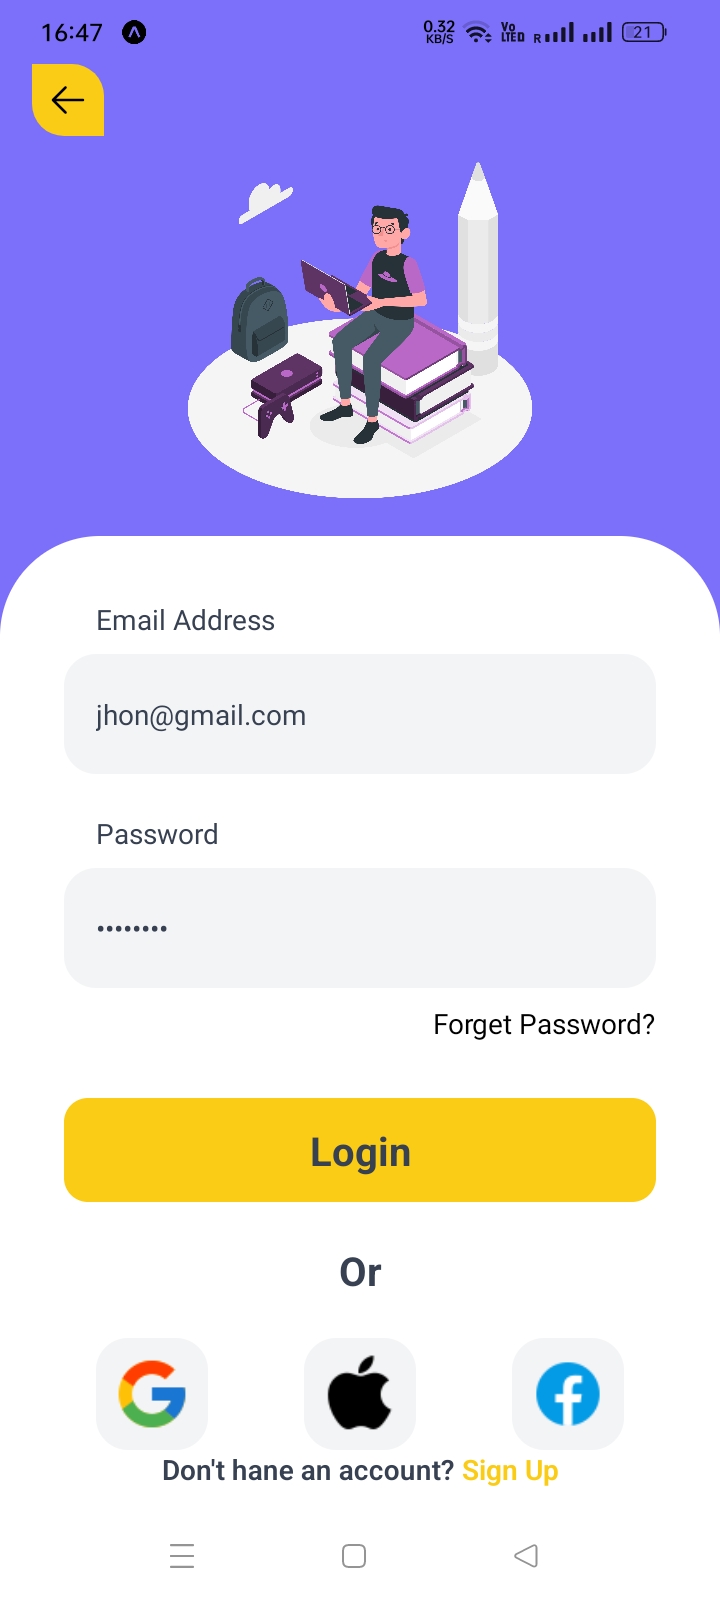 16:47
0.32 KB/S
Vo LTED
R
21
Email Address
jhon@gmail.com
Password
••••••••
Forget Password?
Login
Or
Don't hane an account? Sign Up